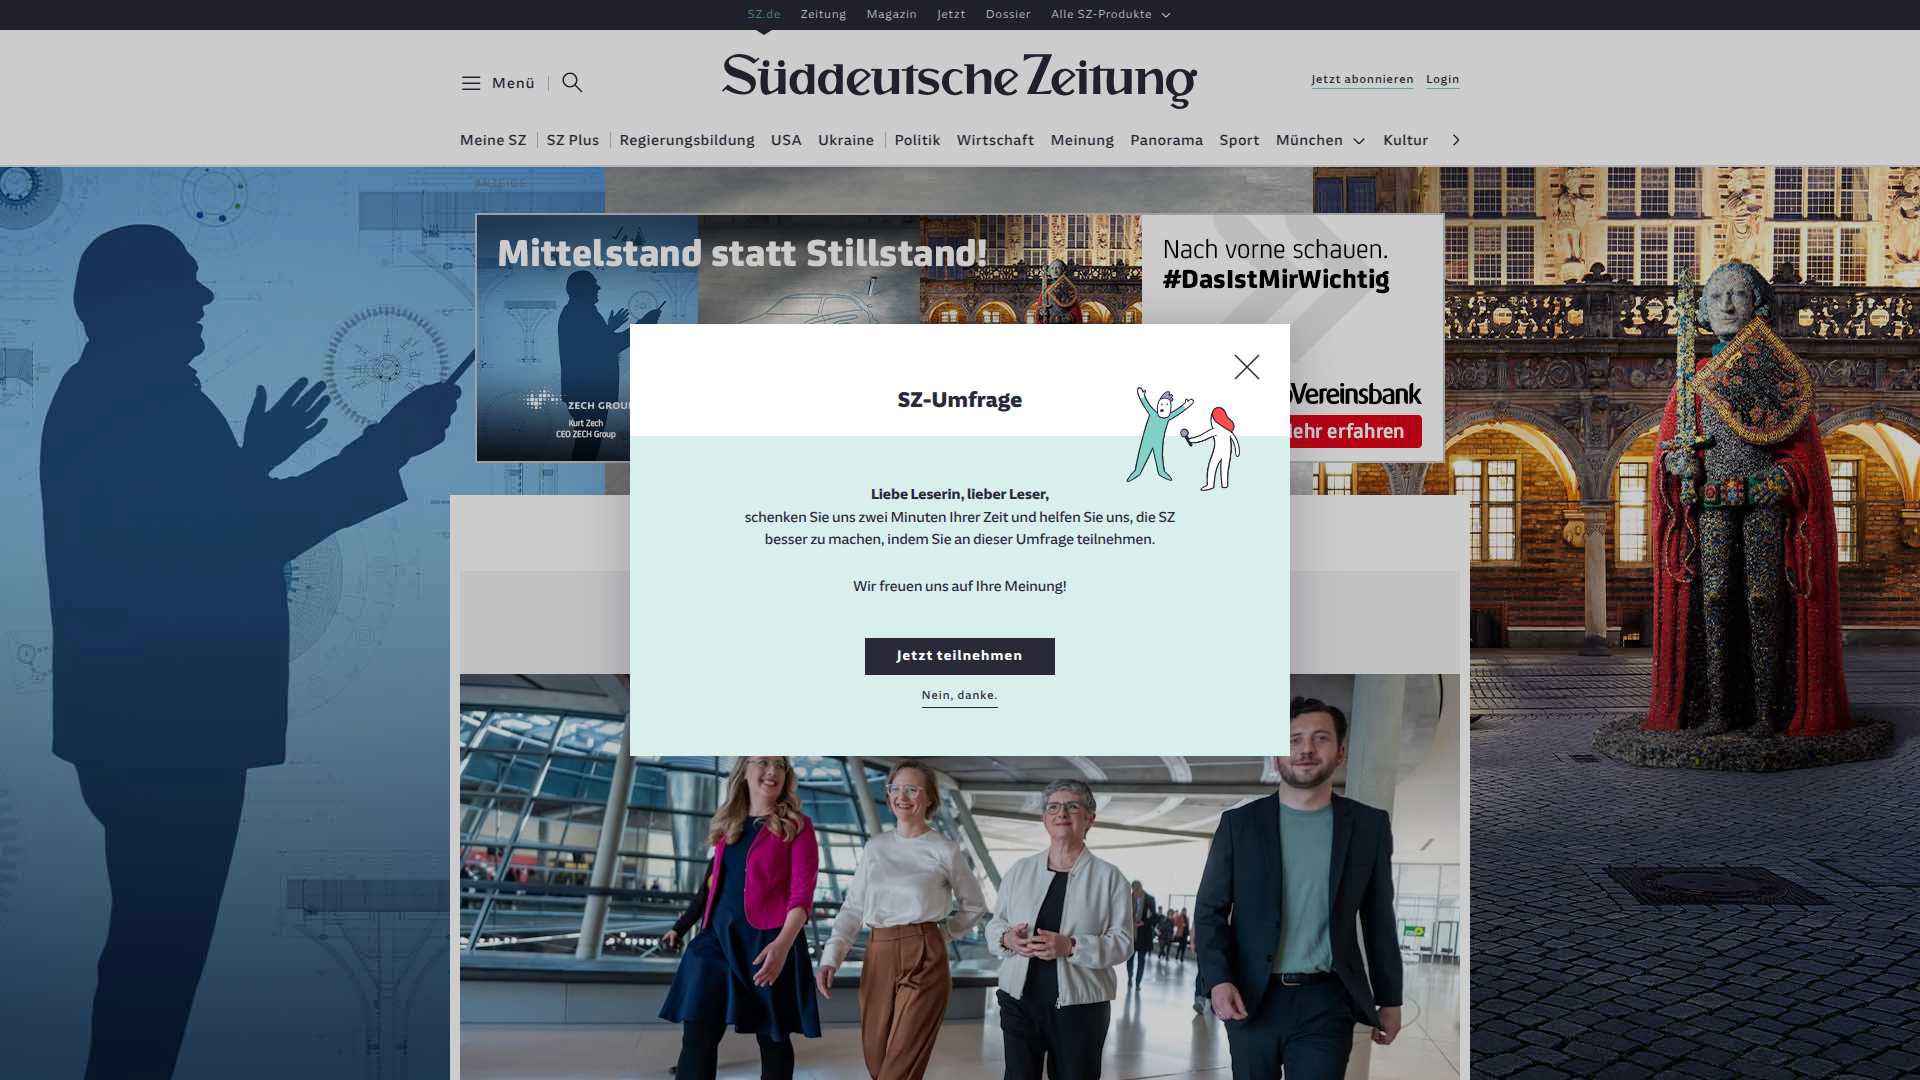 SZ.de Zeitung Magazin Jetzt Dossier Alle SZ-Produkte
Menü
Süddeutsche Zeitung
Jetzt abonnieren Login
Meine SZ SZ Plus Regierungsbildung USA Ukraine Politik Wirtschaft Meinung Panorama Sport München Kultur
ANZEIGE
Mittelstand statt Stillstand!
Nach vorne schauen.
#DasIstMirWichtig
ZECH GROUP
Kurt Zech
CEO ZECH Group
Vereinsbank
erfahren
SZ-Umfrage
Liebe Leserin, lieber Leser,
schenken Sie uns zwei Minuten Ihrer Zeit und helfen Sie uns, die SZ
besser zu machen, indem Sie an dieser Umfrage teilnehmen.
Wir freuen uns auf Ihre Meinung!
Jetzt teilnehmen
Nein, danke.